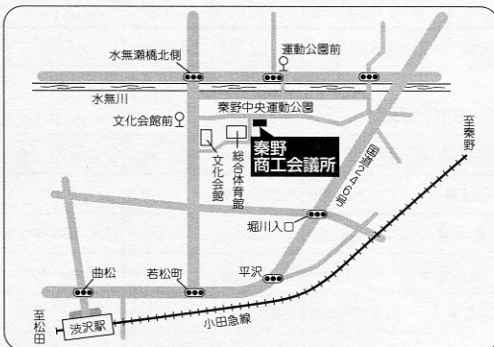 水無瀬橋北側
運動公園前
水無川
秦野中央運動公園
文化会館前
文化会館
総合体育館
秦野
商工会議所
国道246号
至秦野
堀川入口
曲松
若松町
平沢
至松田
渋沢駅
小田急線